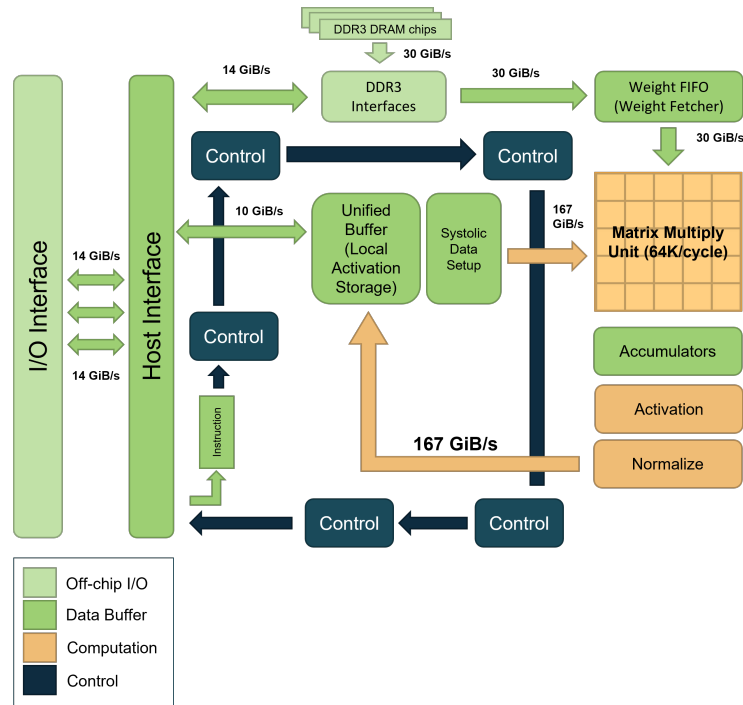 DDR3 DRAM chips
30 GiB/s
14 GiB/s
DDR3
Interfaces
30 GiB/s
Weight FIFO
(Weight Fetcher)
30 GiB/s
Control
Control
10 GiB/s
Unified
Buffer
(Local
Activation
Storage)
Systolic
Data
Setup
167
GiB/s
Matrix Multiply
Unit (64K/cycle)
I/O Interface
14 GiB/s
14 GiB/s
Host Interface
Control
Instruction
Accumulators
Activation
Normalize
167 GiB/s
Control
Control
Off-chip I/O
Data Buffer
Computation
Control